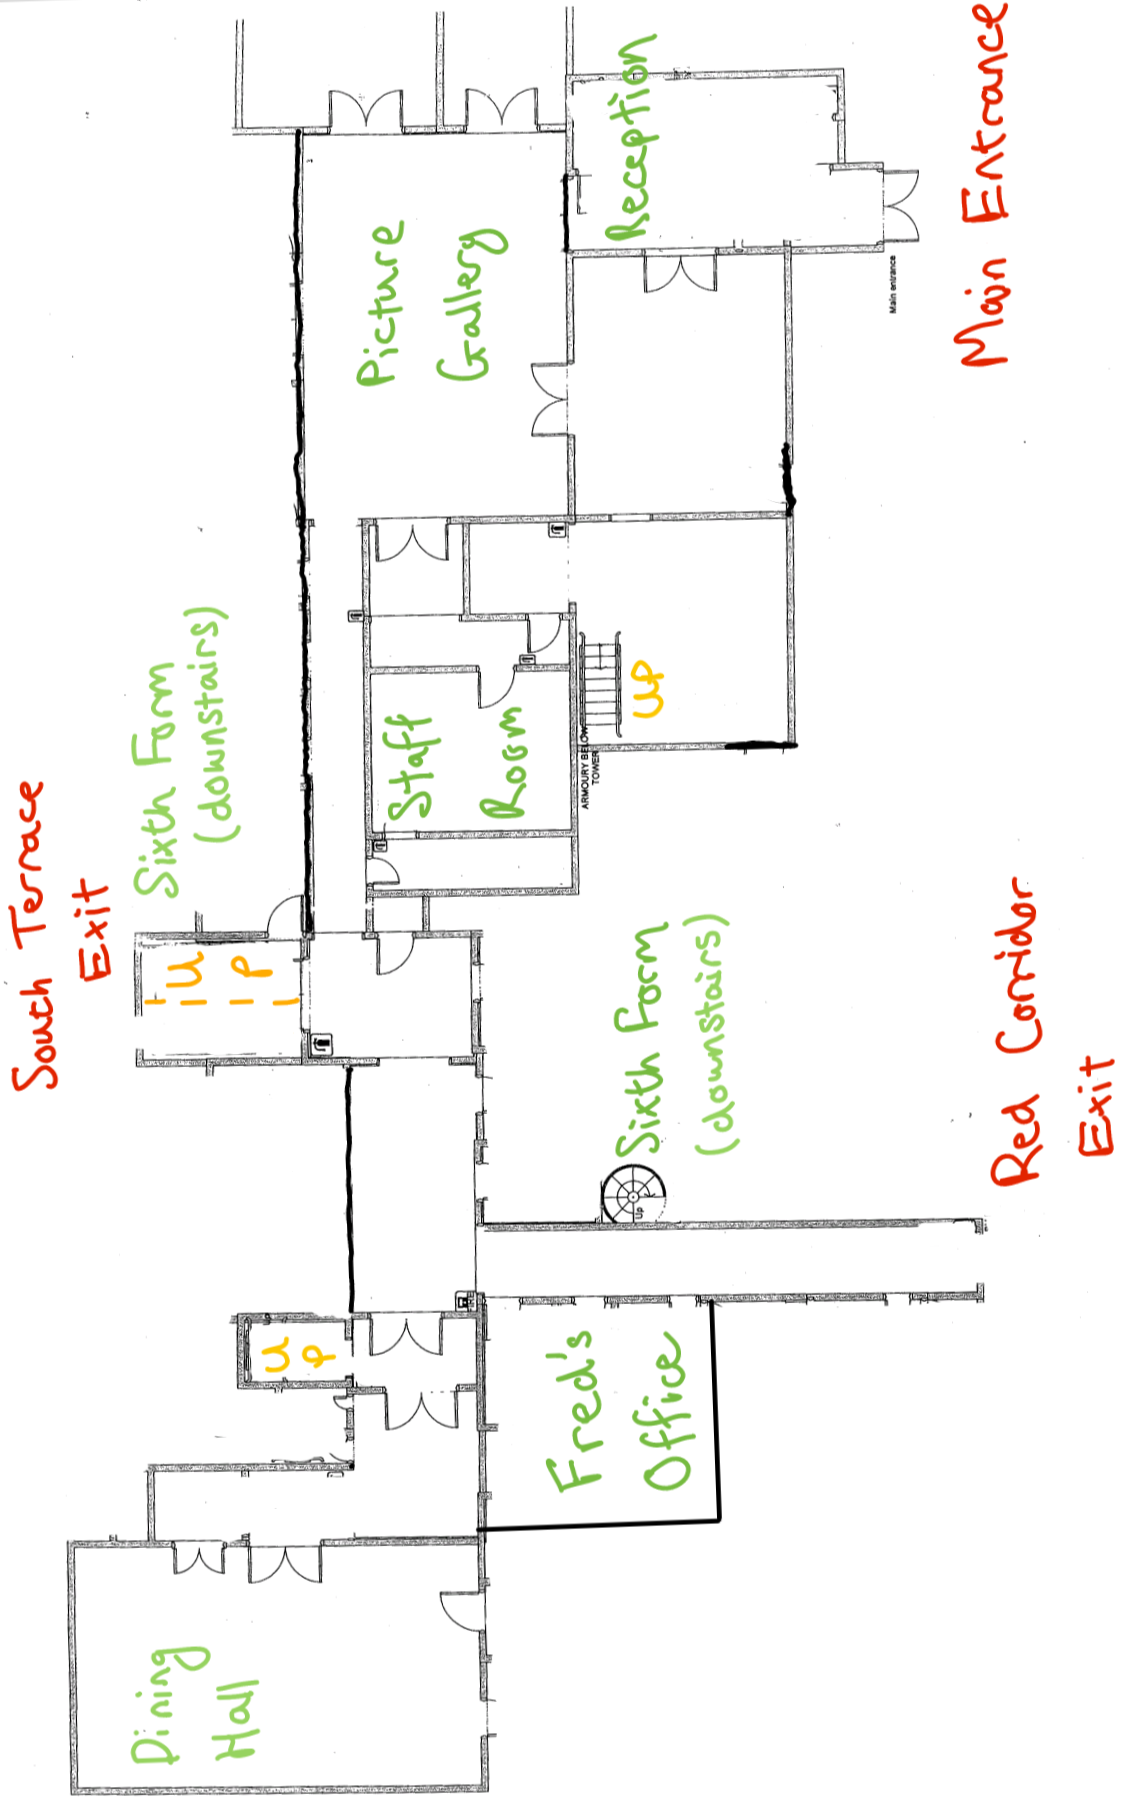 South Terrace
Exit
Sixth Form
(downstairs)
Dining
Hall
UP
UP
Staff
Room
Picture
Gallery
UP
ARMOURY BELOW
TOWER
Reception
Main entrance
Main Entrance
Fred's
Office
Up
Sixth Form
(downstairs)
Red Corridor
Exit